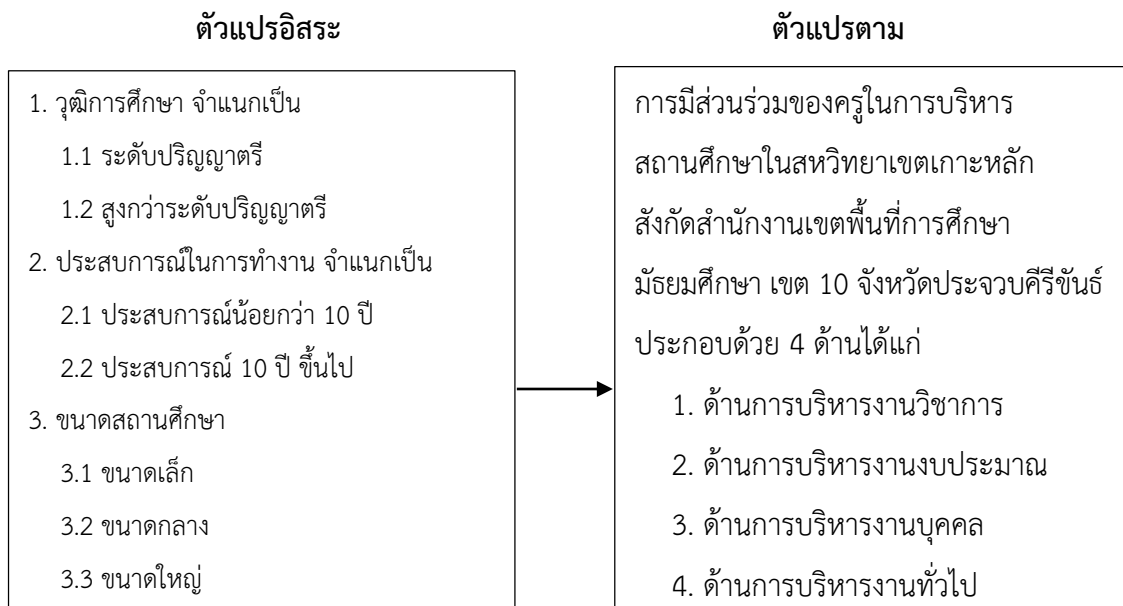 ตัวแปรอิสระ
1. วุฒิการศึกษา จำแนกเป็น
1.1 ระดับปริญญาตรี
1.2 สูงกว่าระดับปริญญาตรี
2. ประสบการณ์ในการทำงาน จำแนกเป็น
2.1 ประสบการณ์น้อยกว่า 10 ปี
2.2 ประสบการณ์ 10 ปี ขึ้นไป
3. ขนาดสถานศึกษา
3.1 ขนาดเล็ก
3.2 ขนาดกลาง
3.3 ขนาดใหญ่
ตัวแปรตาม
การมีส่วนร่วมของครูในการบริหาร
สถานศึกษาในสหวิทยาเขตเกาะหลัก
สังกัดสำนักงานเขตพื้นที่การศึกษา
มัธยมศึกษา เขต 10 จังหวัดประจวบคีรีขันธ์
ประกอบด้วย 4 ด้านได้แก่
1. ด้านการบริหารงานวิชาการ
2. ด้านการบริหารงานงบประมาณ
3. ด้านการบริหารงานบุคคล
4. ด้านการบริหารงานทั่วไป